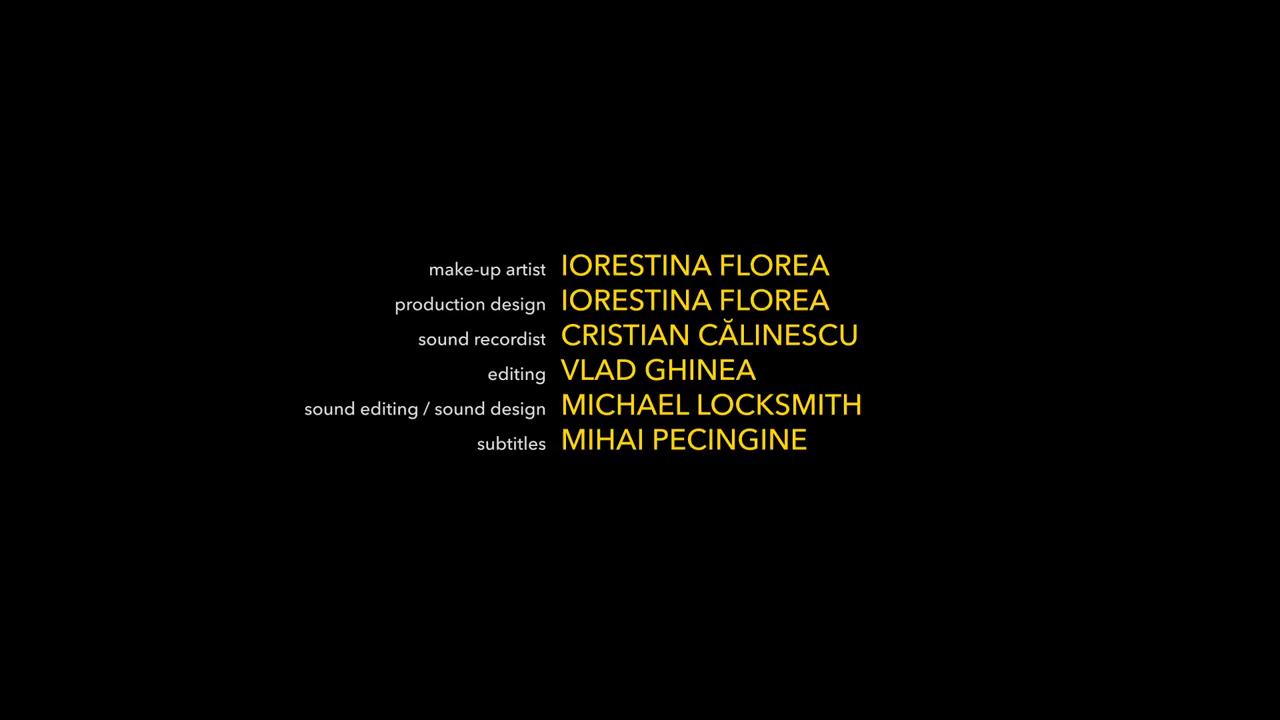 make-up artist IORESTINA FLOREA
production design IORESTINA FLOREA
sound recordist CRISTIAN CĂLINESCU
editing VLAD GHINEA
sound editing / sound design MICHAEL LOCKSMITH
subtitles MIHAI PECINGINE